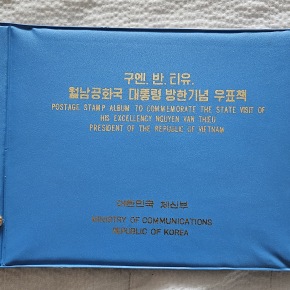 구엔. 반. 티유.
월남공화국 대통령 방한기념 우표책
POSTAGE STAMP ALBUM TO COMMEMORATE THE STATE VISIT OF
HIS EXCELLENCY NGUYEN VAN THIEU
PRESIDENT OF THE REPUBLIC OF VIETNAM
대한민국 체신부
MINISTRY OF COMMUNICATIONS
REPUBLIC OF KOREA